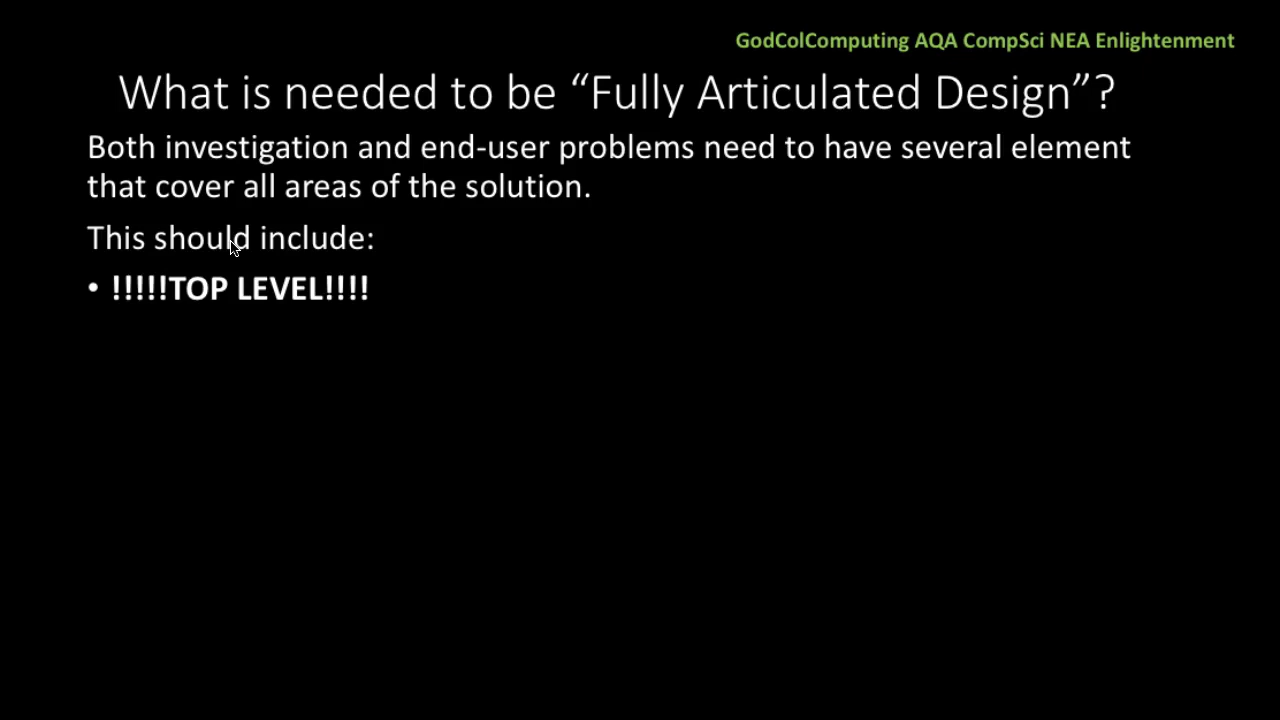 GodColComputing AQA CompSci NEA Enlightenment
What is needed to be “Fully Articulated Design”?
Both investigation and end-user problems need to have several element
that cover all areas of the solution.
This should include:
• !!!!!TOP LEVEL!!!!